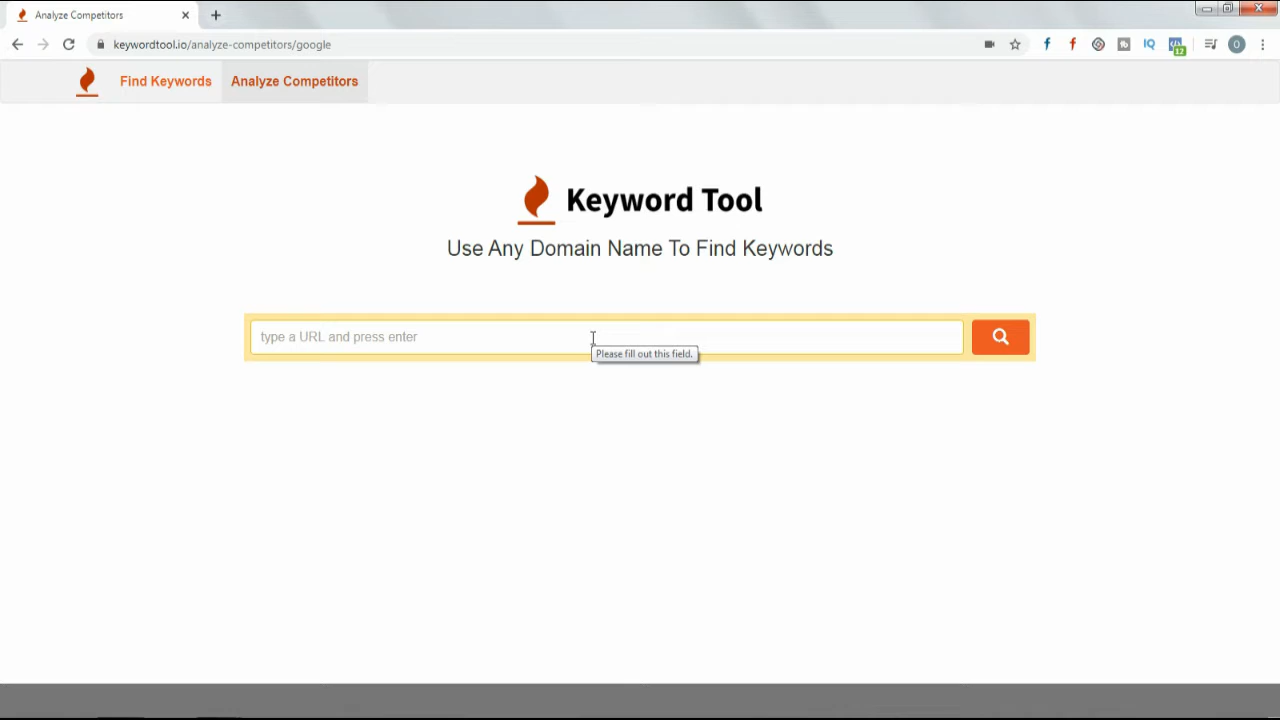 Analyze Competitors
keywordtool.io/analyze-competitors/google
12
O
Find Keywords
Analyze Competitors
Keyword Tool
Use Any Domain Name To Find Keywords
type a URL and press enter
Please fill out this field.